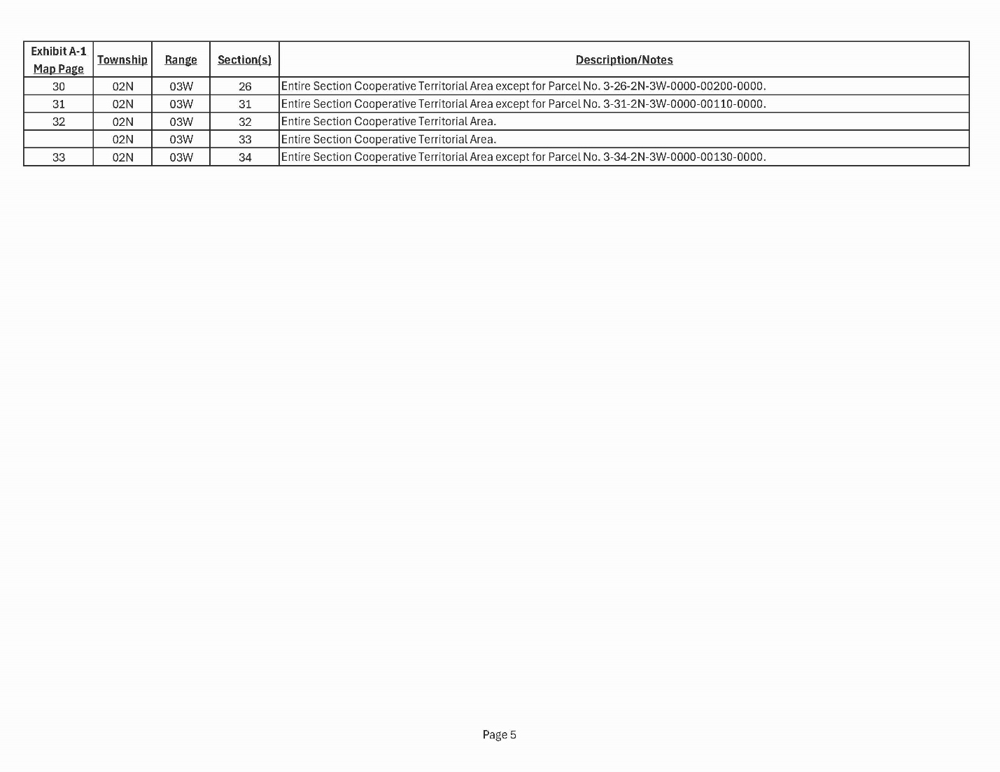 Exhibit A-1
Map Page Township Range Section(s) Description/Notes
30 02N 03W 26 Entire Section Cooperative Territorial Area except for Parcel No. 3-26-2N-3W-0000-00200-0000.
31 02N 03W 31 Entire Section Cooperative Territorial Area except for Parcel No. 3-31-2N-3W-0000-00110-0000.
32 02N 03W 32 Entire Section Cooperative Territorial Area.
02N 03W 33 Entire Section Cooperative Territorial Area.
33 02N 03W 34 Entire Section Cooperative Territorial Area except for Parcel No. 3-34-2N-3W-0000-00130-0000.
Page 5